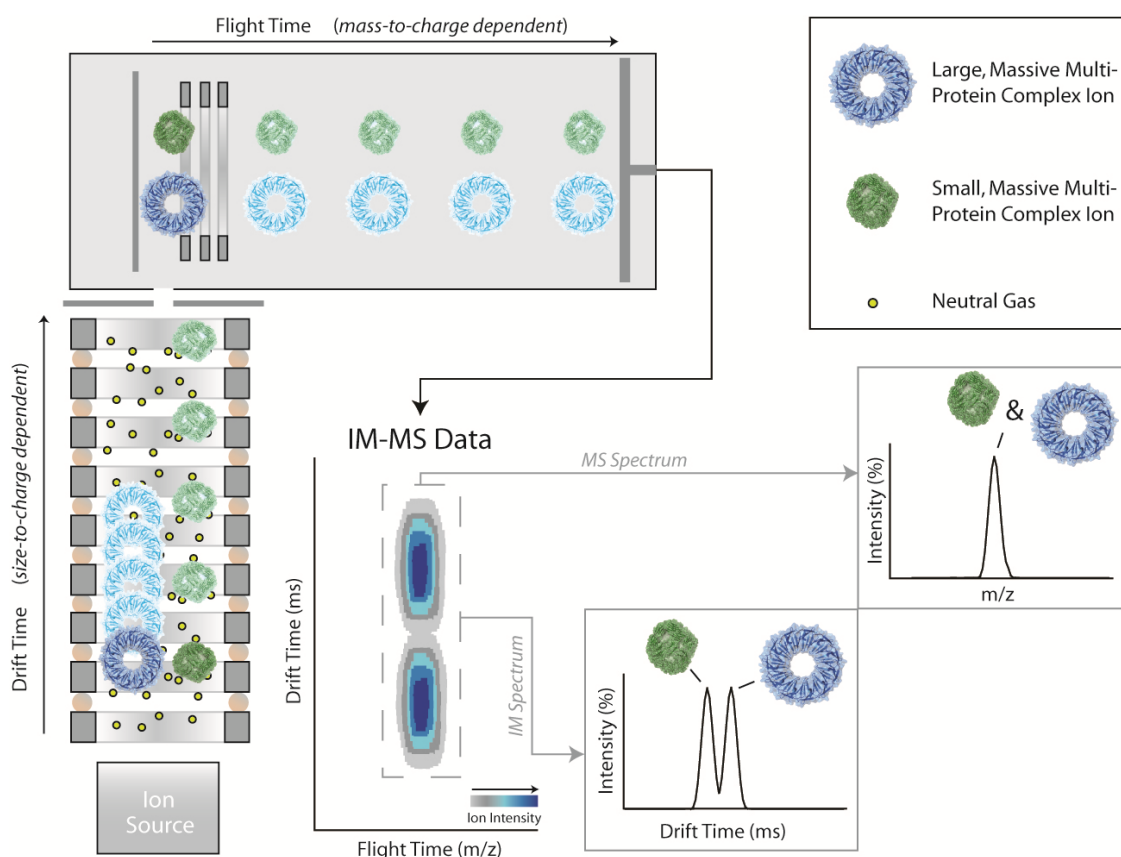 Flight Time (mass-to-charge dependent)
Large, Massive Multi-
Protein Complex Ion
Small, Massive Multi-
Protein Complex Ion
Neutral Gas
Drift Time (size-to-charge dependent)
Ion
Source
IM-MS Data
Drift Time (ms)
Flight Time (m/z)
Ion Intensity
MS Spectrum
IM Spectrum
&
Intensity (%)
m/z
Intensity (%)
Drift Time (ms)